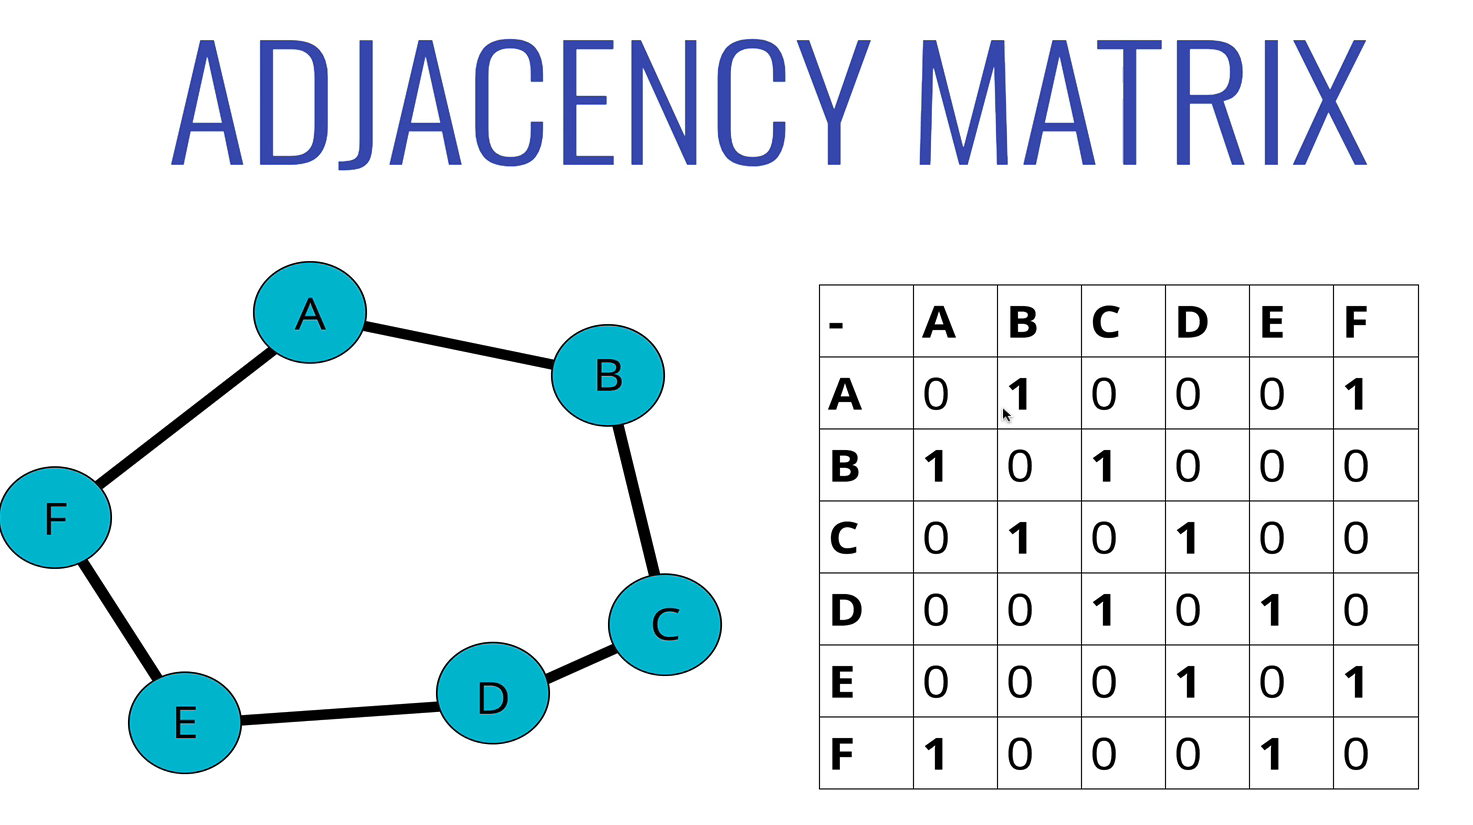 ADJACENCY MATRIX
A
B
F
C
D
E
- A B C D E F
A 0 1 0 0 0 1
B 1 0 1 0 0 0
C 0 1 0 1 0 0
D 0 0 1 0 1 0
E 0 0 0 1 0 1
F 1 0 0 0 1 0